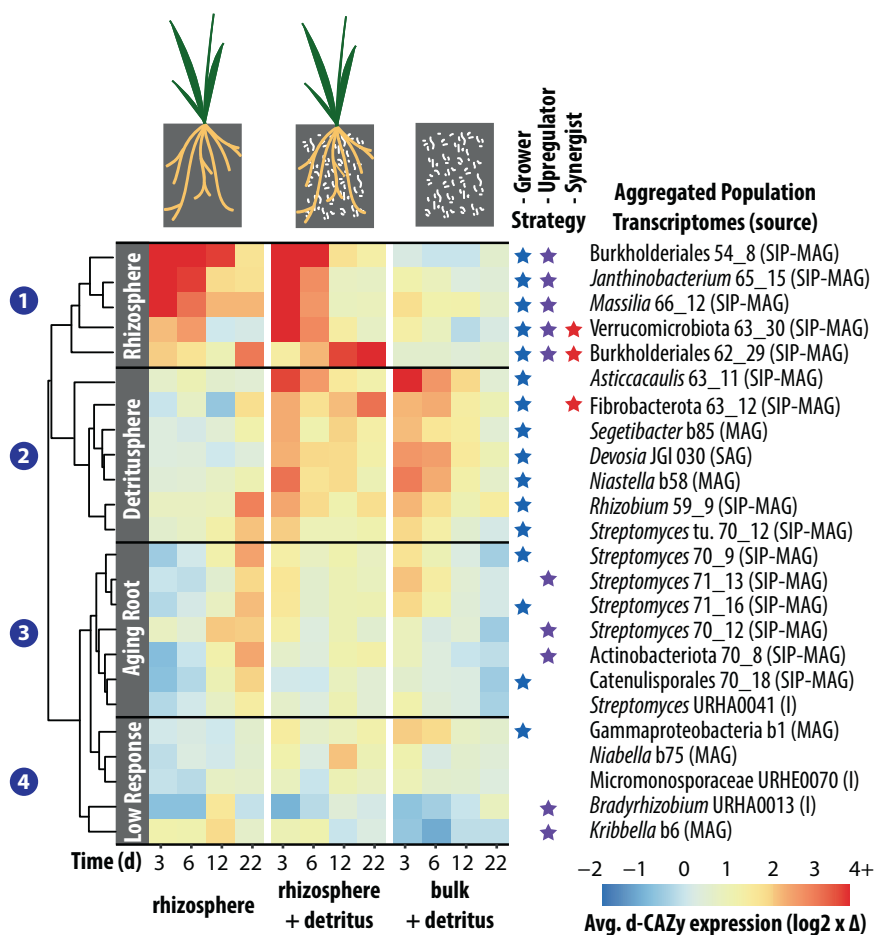 - Grower
- Upregulator
- Synergist
Strategy
Aggregated Population
Transcriptomes (source)
1
Rhizosphere
2
Detritusphere
3
Aging Root
4
Low Response
Burkholderiales 54_8 (SIP-MAG)
Janthinobacterium 65_15 (SIP-MAG)
Massilia 66_12 (SIP-MAG)
Verrucomicrobiota 63_30 (SIP-MAG)
Burkholderiales 62_29 (SIP-MAG)
Asticcacaulis 63_11 (SIP-MAG)
Fibrobacterota 63_12 (SIP-MAG)
Segetibacter b85 (MAG)
Devosia JGI 030 (SAG)
Niastella b58 (MAG)
Rhizobium 59_9 (SIP-MAG)
Streptomyces tu. 70_12 (SIP-MAG)
Streptomyces 70_9 (SIP-MAG)
Streptomyces 71_13 (SIP-MAG)
Streptomyces 71_16 (SIP-MAG)
Streptomyces 70_12 (SIP-MAG)
Actinobacteriota 70_8 (SIP-MAG)
Catenulisporales 70_18 (SIP-MAG)
Streptomyces URHA0041 (I)
Gammaproteobacteria b1 (MAG)
Niabella b75 (MAG)
Micromonosporaceae URHE0070 (I)
Bradyrhizobium URHA0013 (I)
Kribbella b6 (MAG)
Time (d) 3 6 12 22 3 6 12 22 3 6 12 22
rhizosphere
rhizosphere
+ detritus
bulk
+ detritus
−2 −1 0 1 2 3 4+
Avg. d-CAZy expression (log2 x Δ)